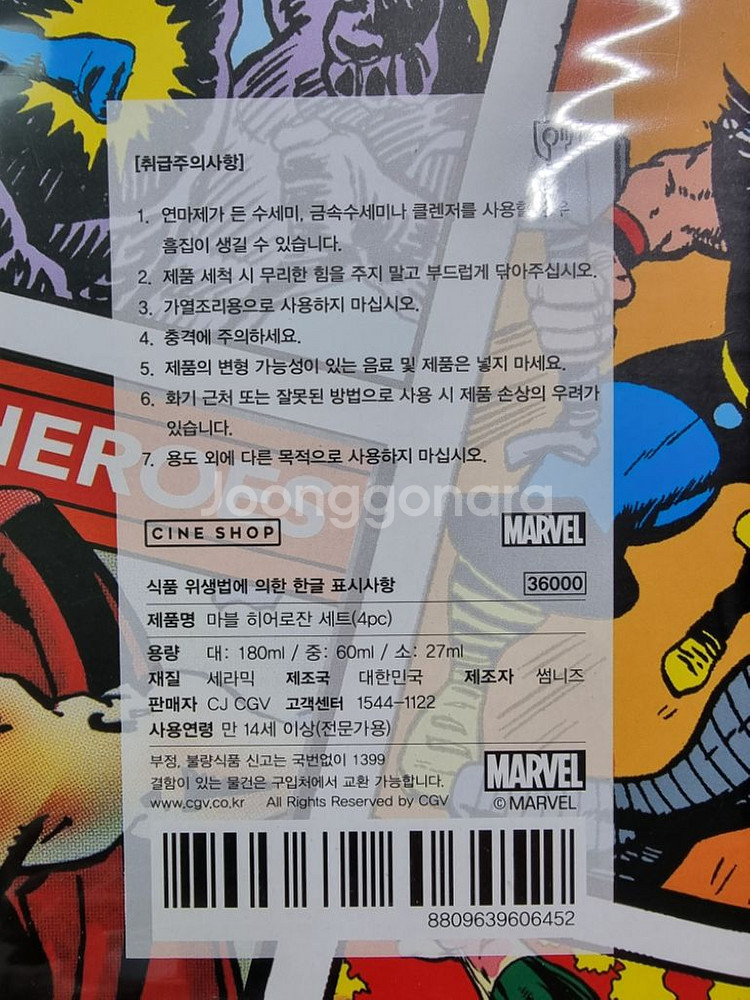 [취급주의사항]
1. 연마제가 든 수세미, 금속수세미나 클렌저를 사용할 경우
흠집이 생길 수 있습니다.
2. 제품 세척 시 무리한 힘을 주지 말고 부드럽게 닦아주십시오.
3. 가열조리용으로 사용하지 마십시오.
4. 충격에 주의하세요.
5. 제품의 변형 가능성이 있는 음료 및 제품은 넣지 마세요.
6. 화기 근처 또는 잘못된 방법으로 사용 시 제품 손상의 우려가
있습니다.
HEROES
7. 용도 외에 다른 목적으로 사용하지 마십시오.
Joonggonara
CINE SHOP MARVEL
식품 위생법에 의한 한글 표시사항 36000
제품명 마블 히어로잔 세트(4pc)
용량 대: 180ml / 중: 60ml / 소: 27ml
재질 세라믹 제조국 대한민국 제조자 썸니즈
판매자 CJ CGV 고객센터 1544-1122
사용연령 만 14세 이상(전문가용)
부정, 불량식품 신고는 국번없이 1399
결함이 있는 물건은 구입처에서 교환 가능합니다.
MARVEL
www.cgv.co.kr All Rights Reserved by CGV © MARVEL
8809639606452